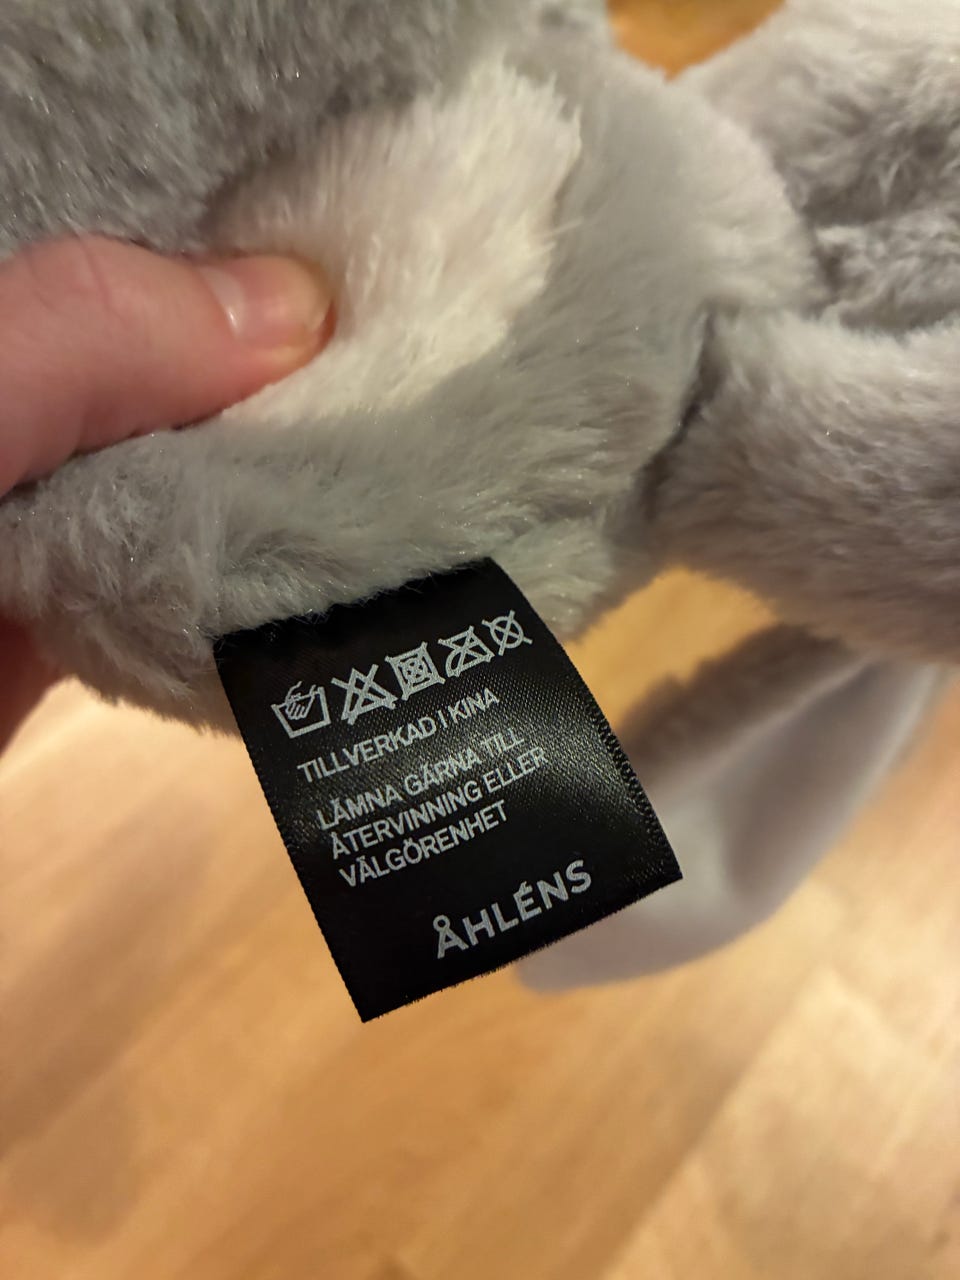 TILLVERKAD I KINA
LÄMNA GÄRNA TILL
ÅTERVINNING ELLER
VÄLGÖRENHET
ÅHLÉNS